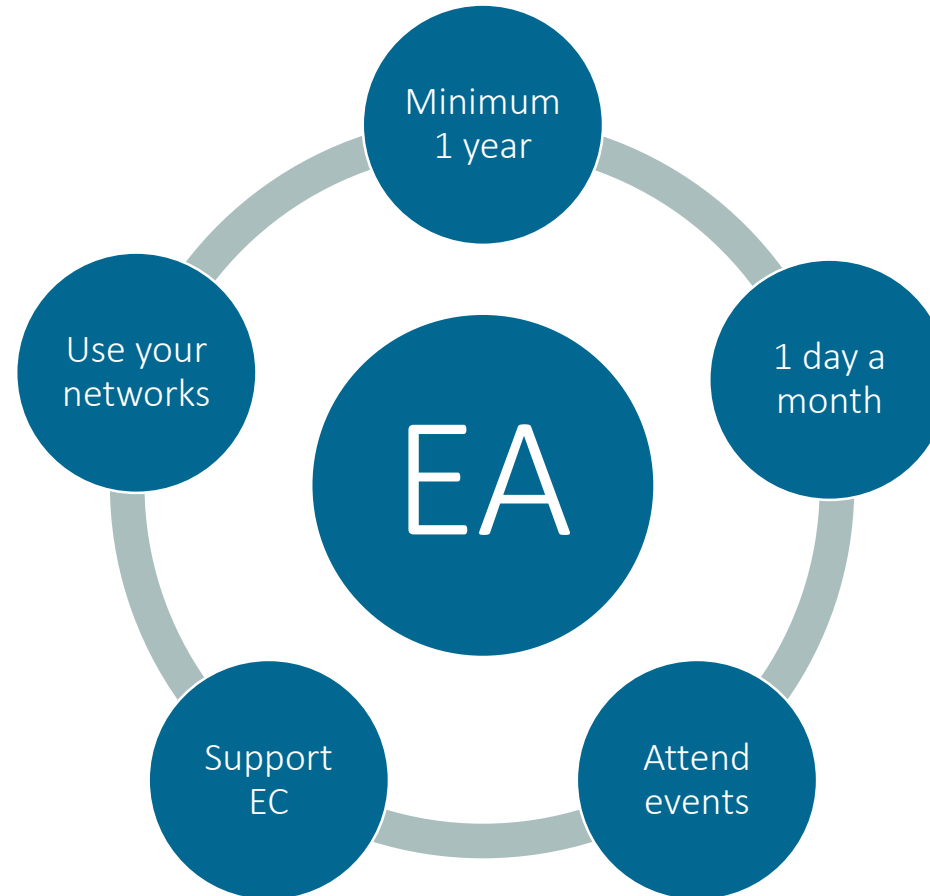 Minimum
1 year
1 day a
month
Attend
events
Support
EC
Use your
networks
EA